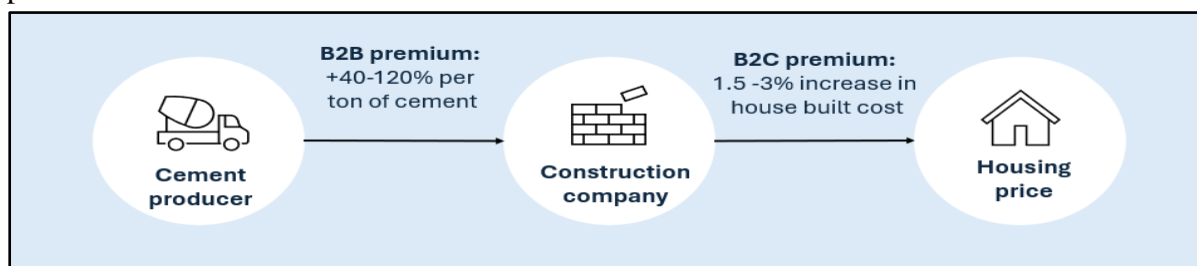 B2B premium:
+40-120% per
ton of cement
B2C premium:
1.5 -3% increase in
house built cost
Cement
producer
Construction
company
Housing
price